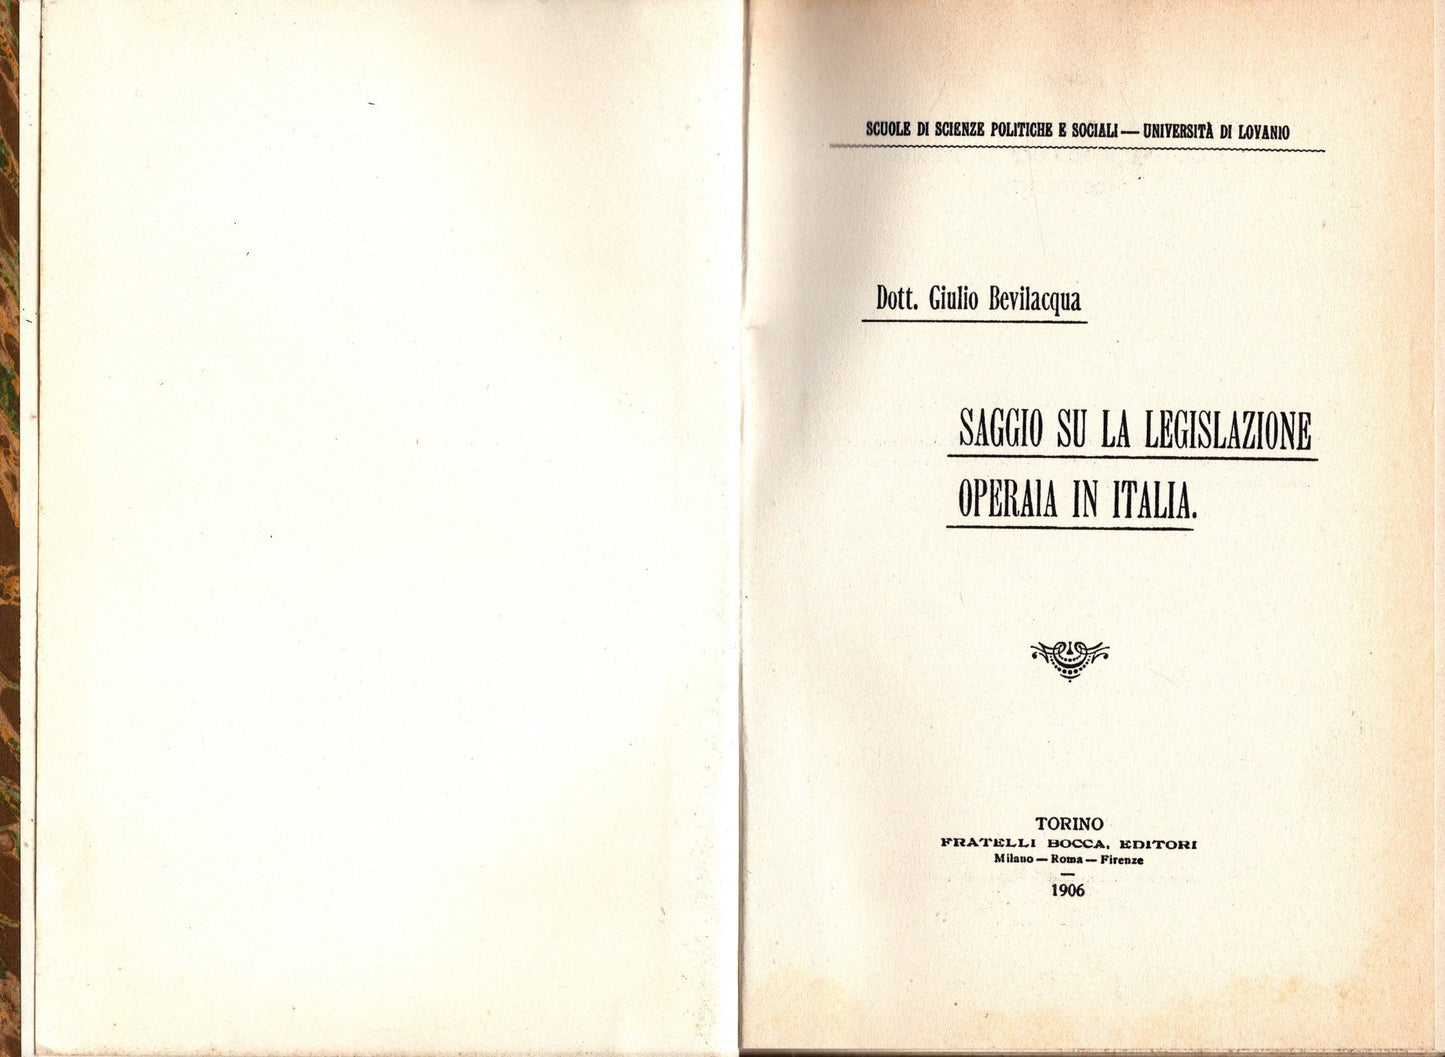 SCUOLE DI SCIENZE POLITICHE E SOCIALI — UNIVERSITÀ DI LOVANIO
Dott. Giulio Bevilacqua
SAGGIO SU LA LEGISLAZIONE
OPERAIA IN ITALIA.
TORINO
FRATELLI BOCCA, EDITORI
Milano — Roma — Firenze
1906